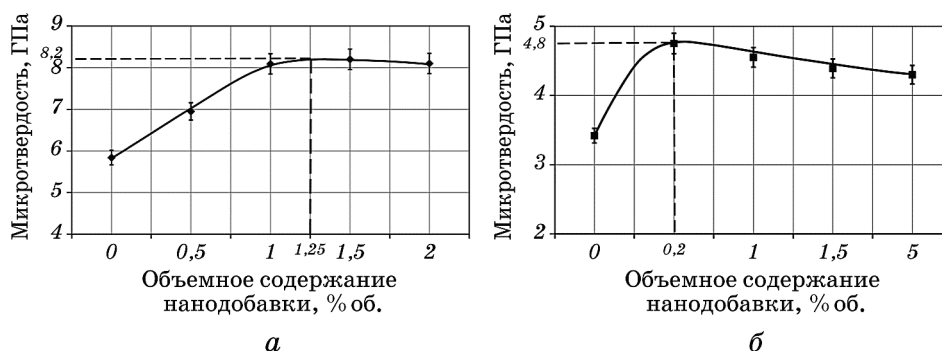 Микротвердость, ГПа
9
8,2
8
7
6
5
4
0 0,5 1 1,25 1,5 2
Объемное содержание
нанодобавки, % об.
а
Микротвердость, ГПа
5
4,8
4
3
2
0 0,2 1 1,5 5
Объемное содержание
нанодобавки, % об.
б